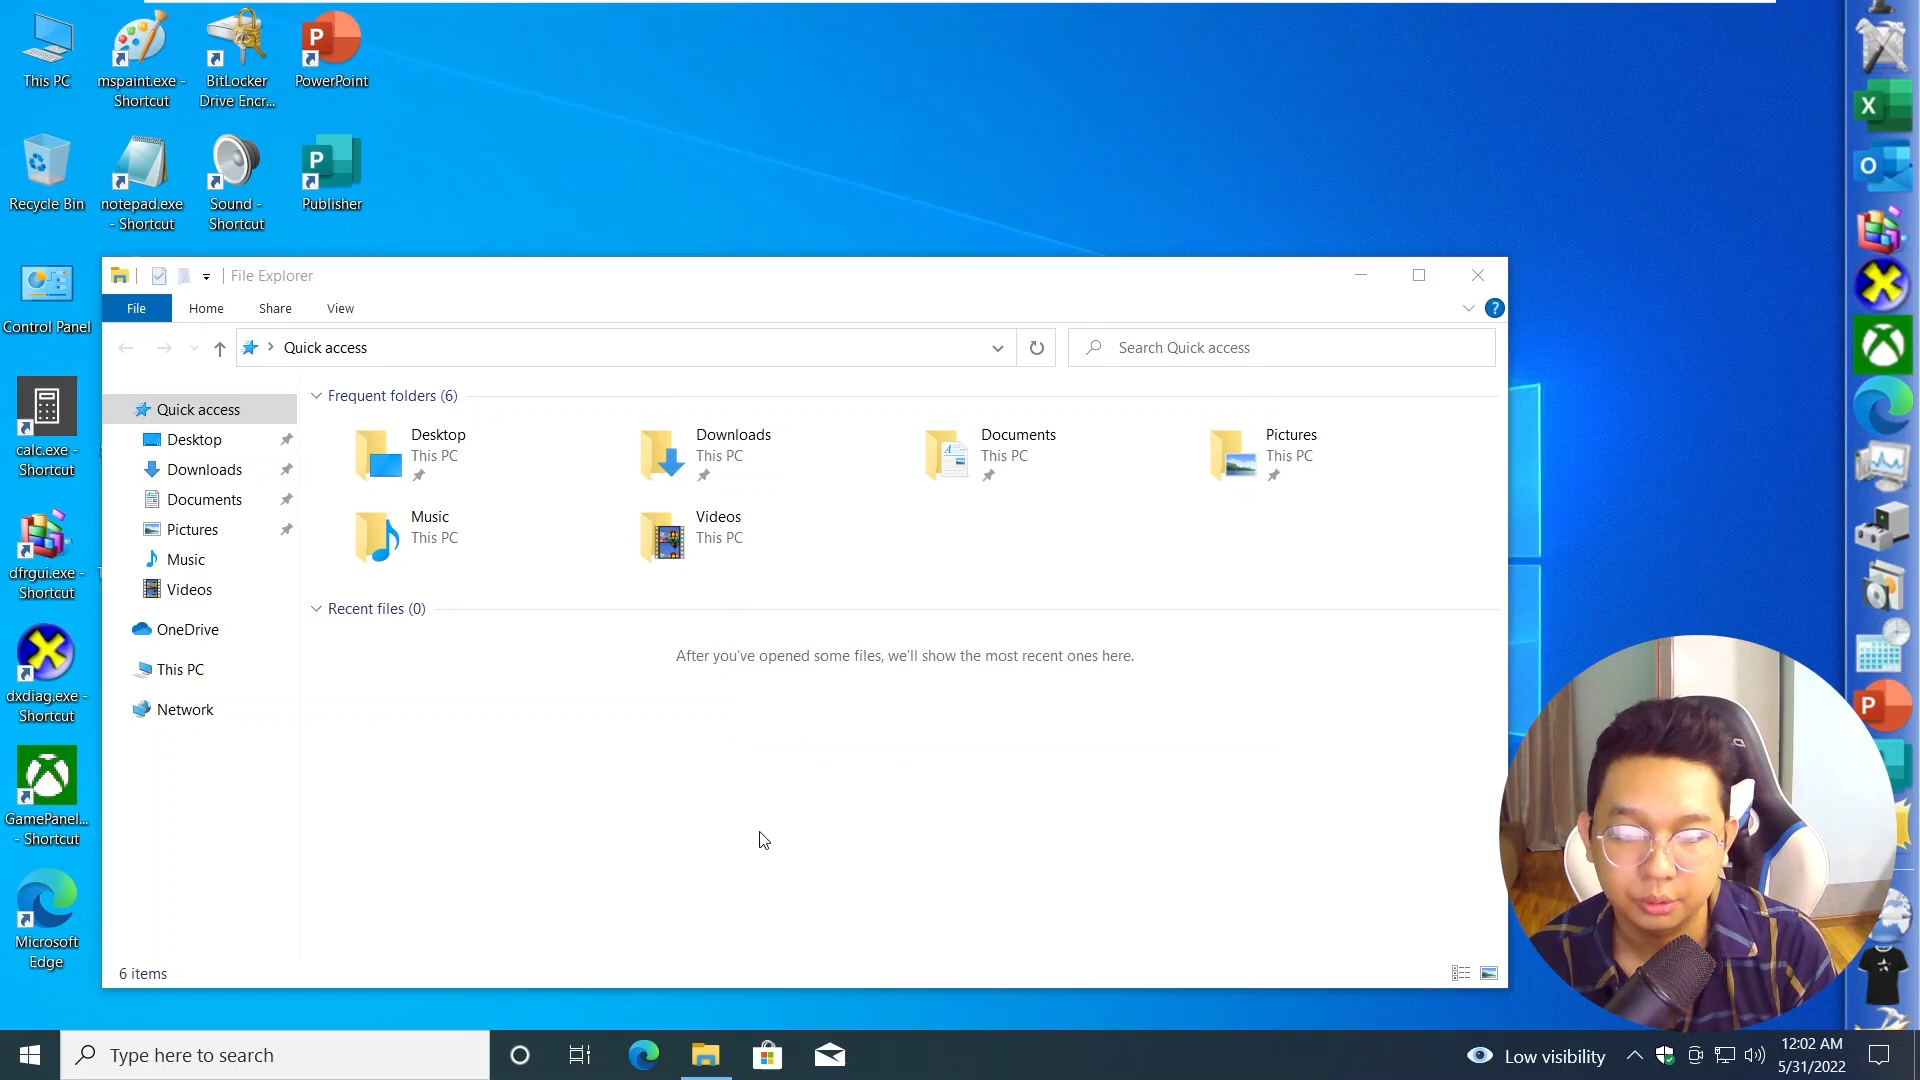 This PC
mspaint.exe -
Shortcut
BitLocker
Drive Encr...
PowerPoint
Recycle Bin
notepad.exe
- Shortcut
Sound -
Shortcut
Publisher
Control Panel
calc.exe -
Shortcut
dfrgui.exe -
Shortcut
dxdiag.exe -
Shortcut
GamePanel...
- Shortcut
Microsoft
Edge
File Explorer
File
Home
Share
View
Quick access
Search Quick access
Quick access
Desktop
Downloads
Documents
Pictures
Music
Videos
OneDrive
This PC
Network
Frequent folders (6)
Desktop
This PC
Downloads
This PC
Documents
This PC
Pictures
This PC
Music
This PC
Videos
This PC
Recent files (0)
After you've opened some files, we'll show the most recent ones here.
6 items
Type here to search
Low visibility
12:02 AM
5/31/2022